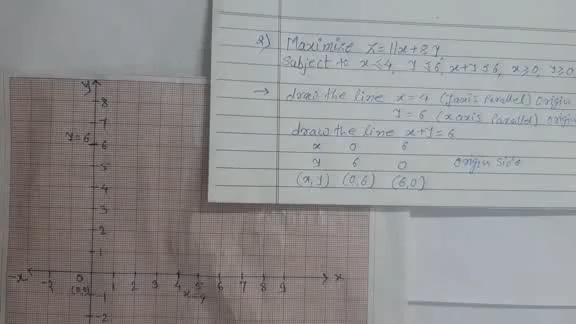 2) Maximise Z = 11x + 8y
Subject to x ≤ 4, y ≤ 6, x + y ≤ 6, x ≥ 0, y ≥ 0
→ draw the line x = 4 (Yaxis Parallel) origin
y = 6 (x axis Parallel) origin
draw the line x + y = 6
x 0 6
y 6 0 origin side
(x, y) (0, 6) (6, 0)
y
8
7
y = 6 6
5
4
3
2
1
-x -2 -1 0 1 2 3 4 5 6 7 8 9 x
(0,0) x = 4
-1
-2